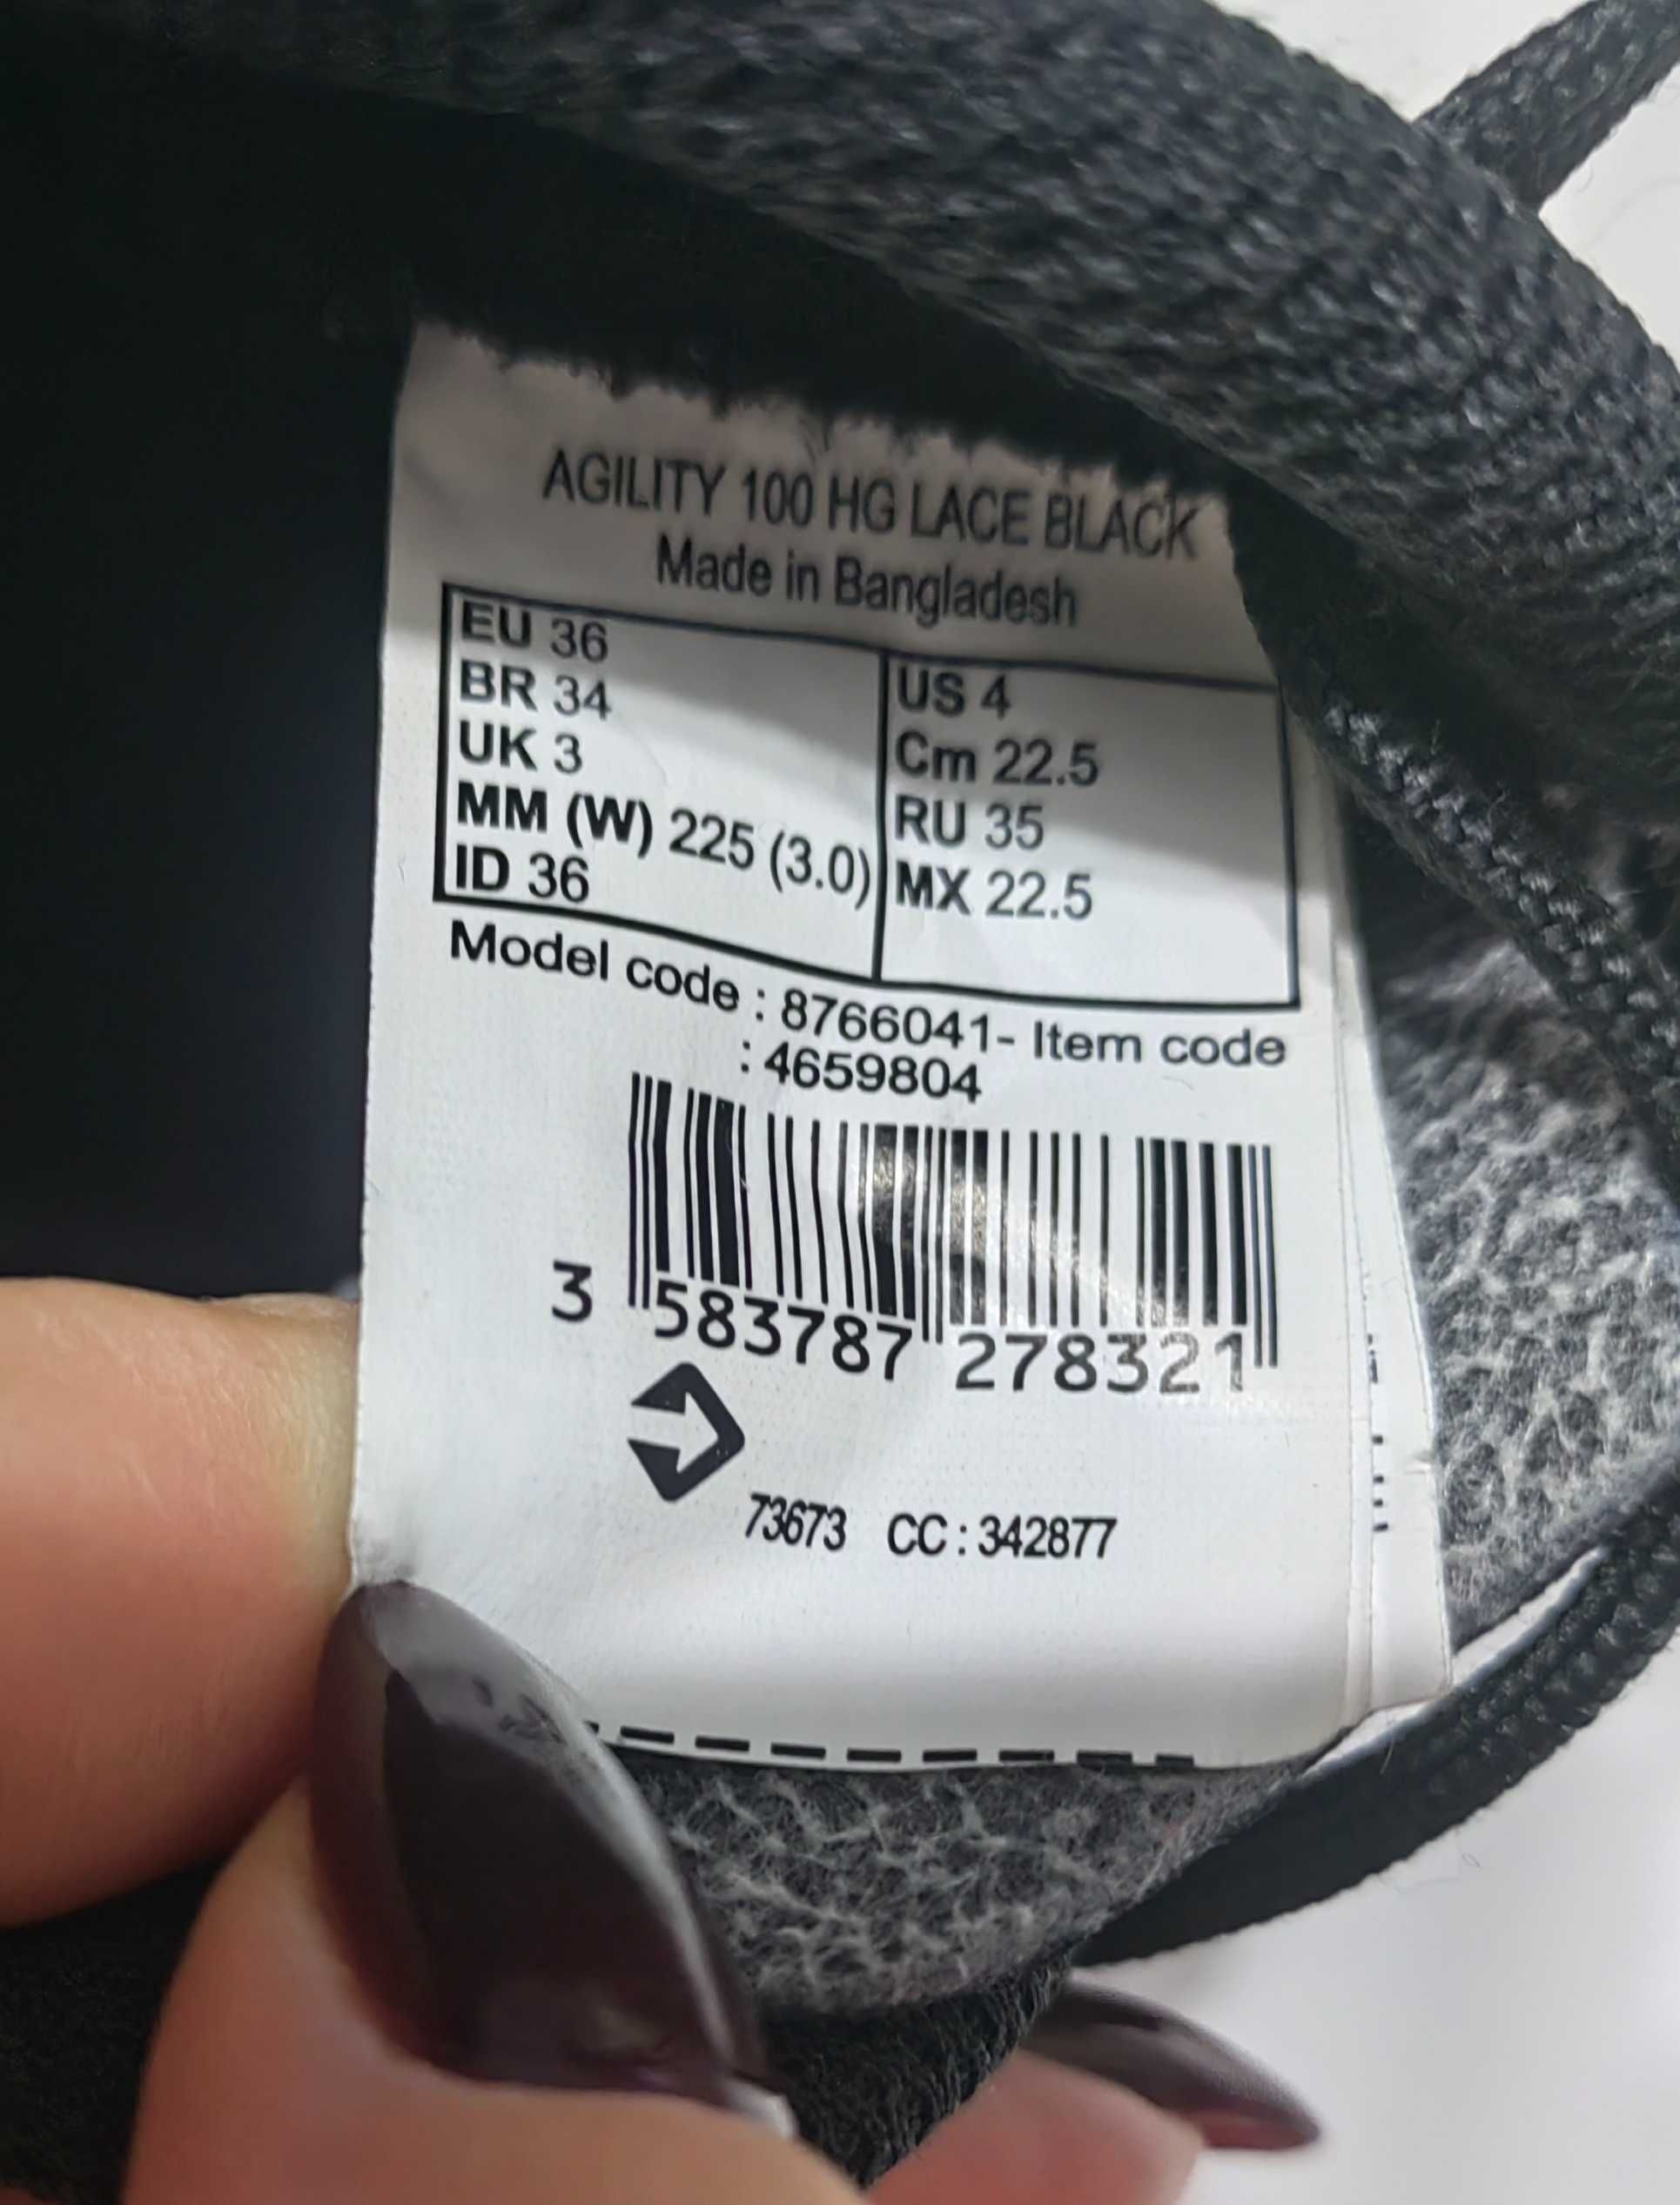 AGILITY 100 HG LACE BLACK
Made in Bangladesh
EU 36
BR 34
UK 3
MM (W) 225 (3.0)
ID 36
US 4
Cm 22.5
RU 35
MX 22.5
Model code : 8766041- Item code
: 4659804
3 583787 278321
73673 CC : 342877